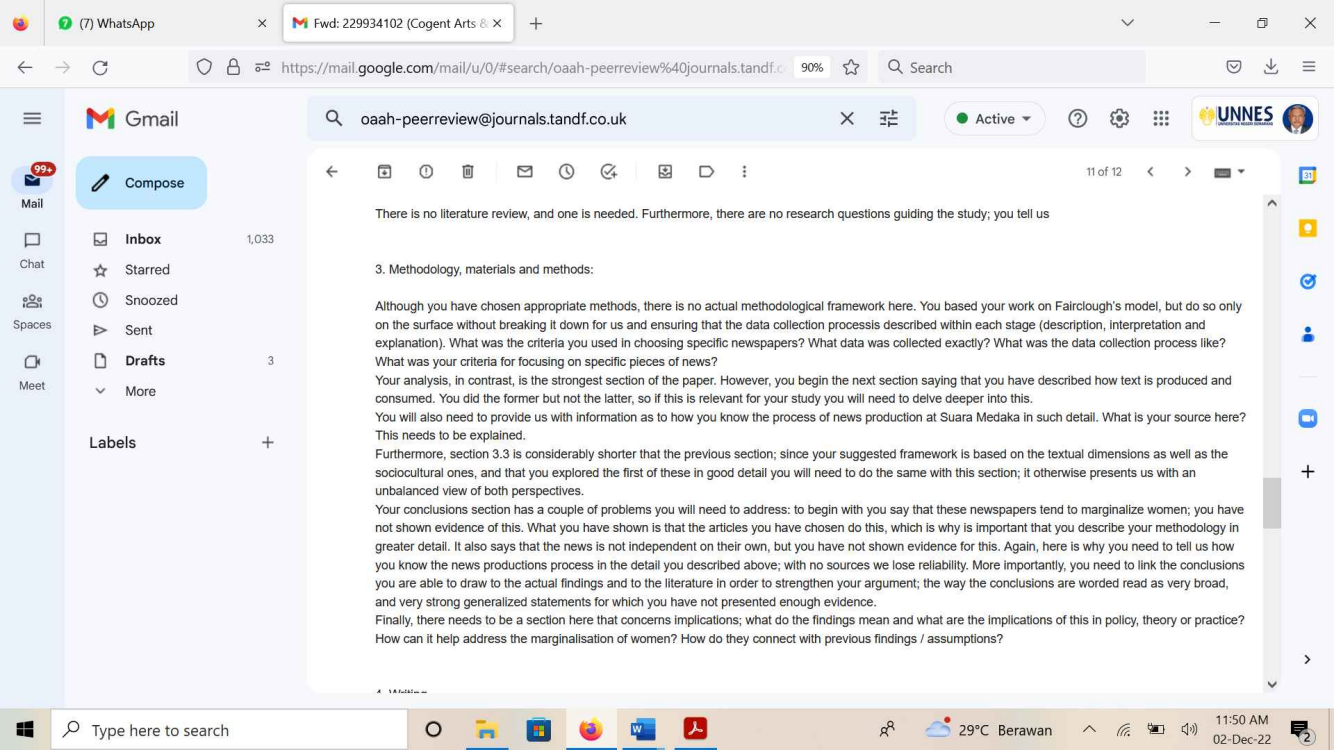 (7) WhatsApp
Fwd: 229934102 (Cogent Arts &
https://mail.google.com/mail/u/0/#search/oaah-peerreview%40journals.tandf.c
90%
Search
Gmail
oaah-peerreview@journals.tandf.co.uk
Active
UNNES
UNIVERSITAS NEGERI SEMARANG
99+
Mail
Chat
Spaces
Meet
Compose
Inbox 1,033
Starred
Snoozed
Sent
Drafts 3
More
Labels
11 of 12
There is no literature review, and one is needed. Furthermore, there are no research questions guiding the study; you tell us
3. Methodology, materials and methods:
Although you have chosen appropriate methods, there is no actual methodological framework here. You based your work on Fairclough's model, but do so only
on the surface without breaking it down for us and ensuring that the data collection processis described within each stage (description, interpretation and
explanation). What was the criteria you used in choosing specific newspapers? What data was collected exactly? What was the data collection process like?
What was your criteria for focusing on specific pieces of news?
Your analysis, in contrast, is the strongest section of the paper. However, you begin the next section saying that you have described how text is produced and
consumed. You did the former but not the latter, so if this is relevant for your study you will need to delve deeper into this.
You will also need to provide us with information as to how you know the process of news production at Suara Medaka in such detail. What is your source here?
This needs to be explained.
Furthermore, section 3.3 is considerably shorter that the previous section; since your suggested framework is based on the textual dimensions as well as the
sociocultural ones, and that you explored the first of these in good detail you will need to do the same with this section; it otherwise presents us with an
unbalanced view of both perspectives.
Your conclusions section has a couple of problems you will need to address: to begin with you say that these newspapers tend to marginalize women; you have
not shown evidence of this. What you have shown is that the articles you have chosen do this, which is why is important that you describe your methodology in
greater detail. It also says that the news is not independent on their own, but you have not shown evidence for this. Again, here is why you need to tell us how
you know the news productions process in the detail you described above; with no sources we lose reliability. More importantly, you need to link the conclusions
you are able to draw to the actual findings and to the literature in order to strengthen your argument; the way the conclusions are worded read as very broad,
and very strong generalized statements for which you have not presented enough evidence.
Finally, there needs to be a section here that concerns implications; what do the findings mean and what are the implications of this in policy, theory or practice?
How can it help address the marginalisation of women? How do they connect with previous findings / assumptions?
4. Writing
Type here to search
29°C Berawan
11:50 AM
02-Dec-22
2